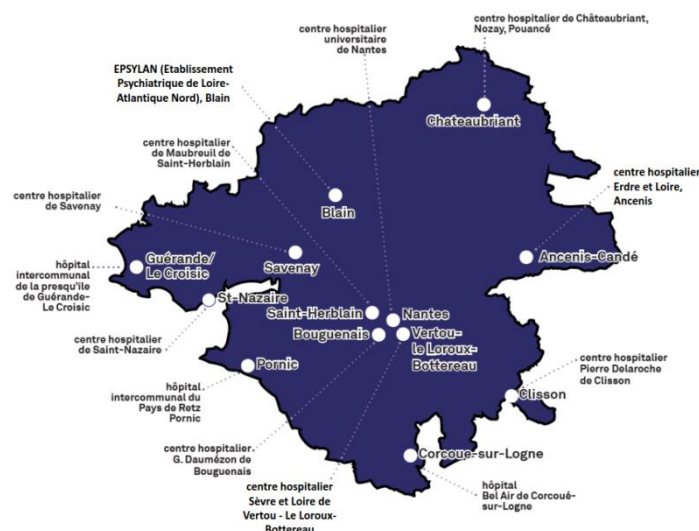 centre hospitalier de Châteaubriant,
Nozay, Pouancé
centre hospitalier
universitaire
de Nantes
EPSYLAN (Etablissement
Psychiatrique de Loire-
Atlantique Nord), Blain
Chateaubriant
centre hospitalier
de Maubreuil de
Saint-Herblain
centre hospitalier
Erdre et Loire,
Ancenis
centre hospitalier
de Savenay
Blain
hôpital
intercommunal
de la presqu'île
de Guérande-
Le Croisic
Guérande/
Le Croisic
Savenay
Ancenis-Candé
St-Nazaire
Saint-Herblain
Nantes
Bouguenais
Vertou-
le Loroux-
Bottereau
centre hospitalier
de Saint-Nazaire
Pornic
centre hospitalier
Pierre Delaroche
de Clisson
Clisson
hôpital
intercommunal du
Pays de Retz
Pornic
centre hospitalier
G. Daumézon de
Bouguenais
Corcoue-sur-Logne
centre hospitalier
Sèvre et Loire de
Vertou - Le Loroux-
Bottereau
hôpital
Bel Air de Corcoué-
sur-Logne